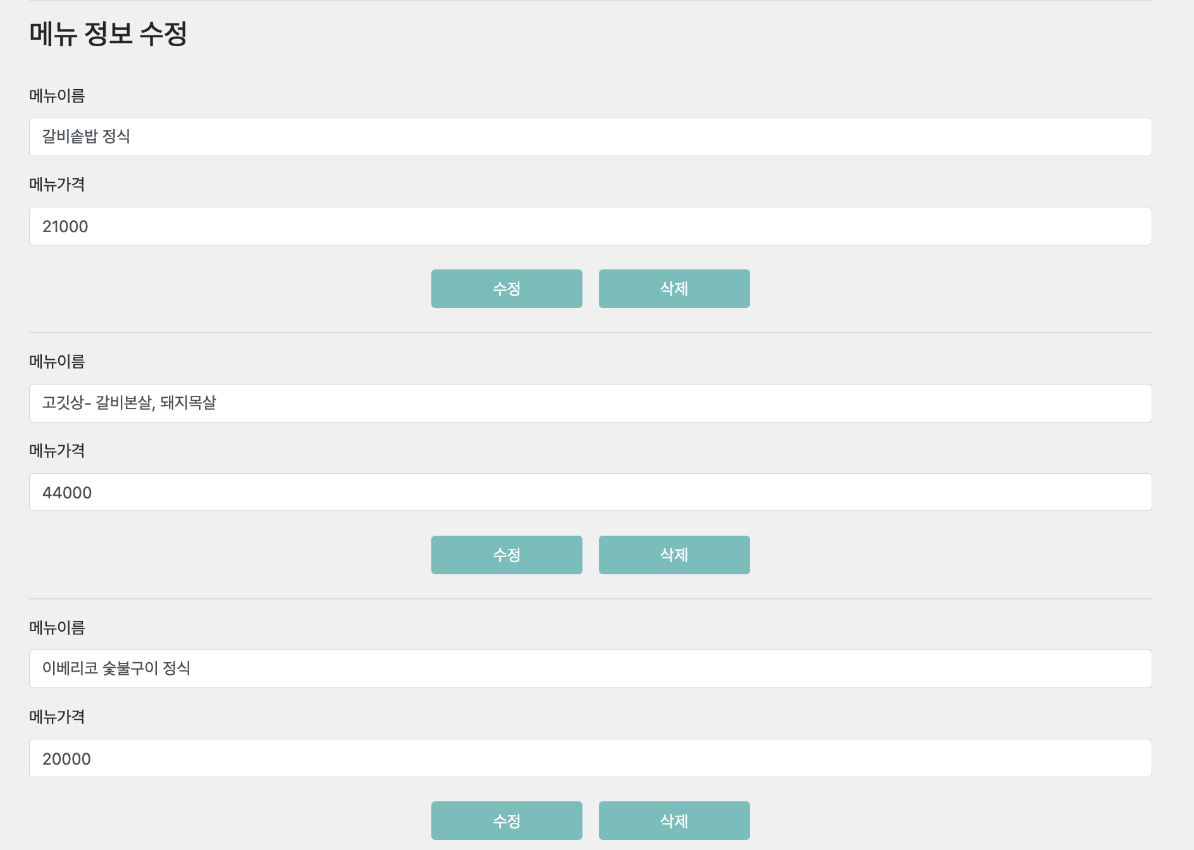 메뉴 정보 수정
메뉴이름
갈비솥밥 정식
메뉴가격
21000
수정 삭제
메뉴이름
고깃상- 갈비본살, 돼지목살
메뉴가격
44000
수정 삭제
메뉴이름
이베리코 숯불구이 정식
메뉴가격
20000
수정 삭제